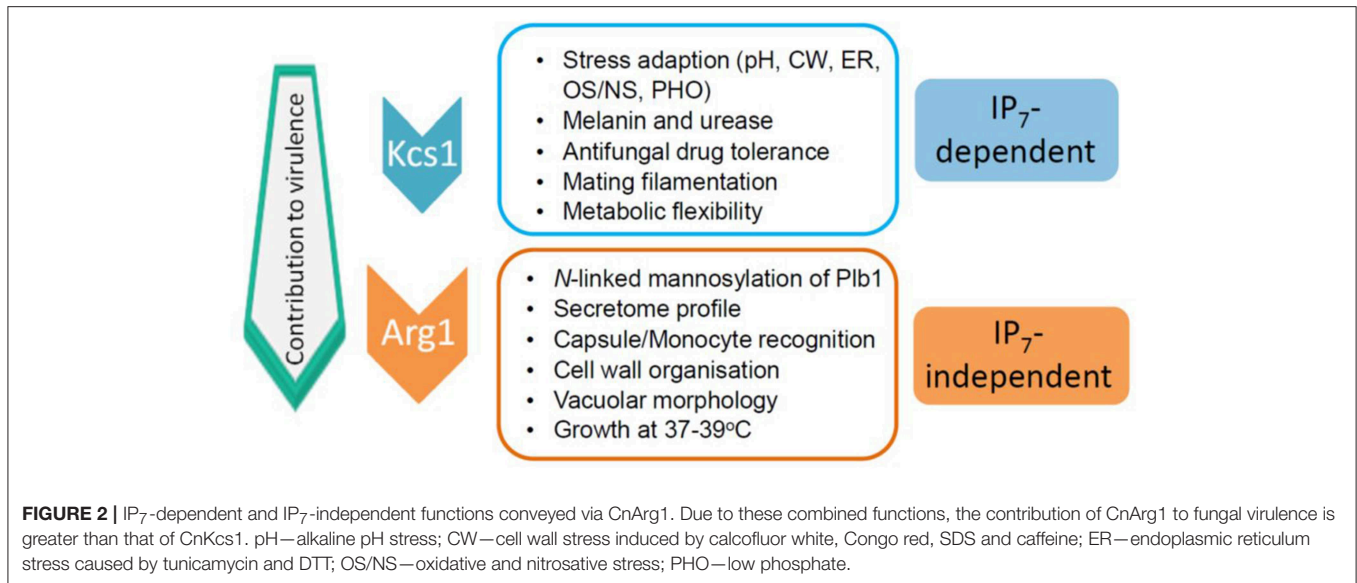 Contribution to virulence
Kcs1
• Stress adaption (pH, CW, ER,
OS/NS, PHO)
• Melanin and urease
• Antifungal drug tolerance
• Mating filamentation
• Metabolic flexibility
IP₇-
dependent
Arg1
• N-linked mannosylation of Plb1
• Secretome profile
• Capsule/Monocyte recognition
• Cell wall organisation
• Vacuolar morphology
• Growth at 37-39°C
IP₇-
independent
FIGURE 2 | IP₇-dependent and IP₇-independent functions conveyed via CnArg1. Due to these combined functions, the contribution of CnArg1 to fungal virulence is
greater than that of CnKcs1. pH—alkaline pH stress; CW—cell wall stress induced by calcofluor white, Congo red, SDS and caffeine; ER—endoplasmic reticulum
stress caused by tunicamycin and DTT; OS/NS—oxidative and nitrosative stress; PHO—low phosphate.